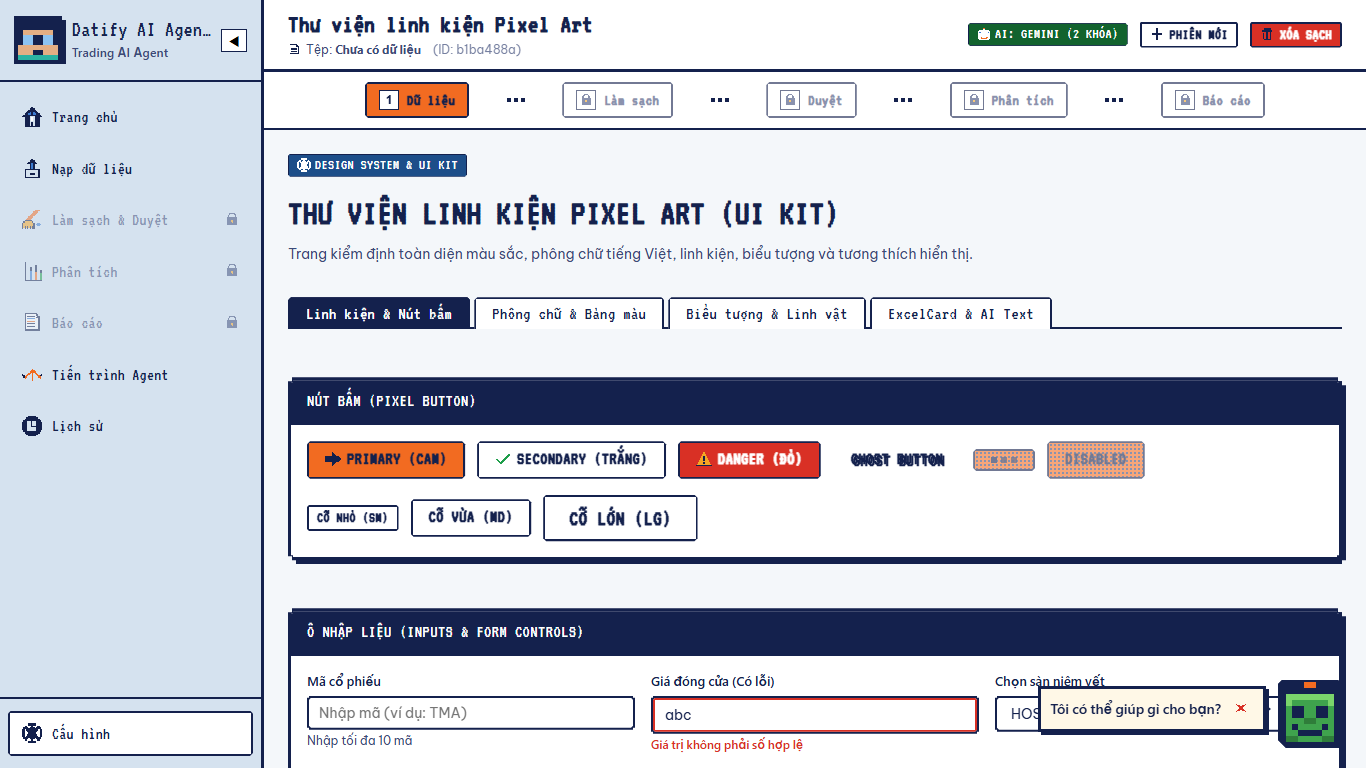 Datify AI Agen…
Trading AI Agent
Trang chủ
Nạp dữ liệu
Làm sạch & Duyệt
Phân tích
Báo cáo
Tiến trình Agent
Lịch sử
Cấu hình
Thư viện linh kiện Pixel Art
Tệp: Chưa có dữ liệu (ID: b1ba488a)
AI: GEMINI (2 KHÓA)
PHIÊN MỚI
XÓA SẠCH
1 Dữ liệu
Làm sạch
Duyệt
Phân tích
Báo cáo
DESIGN SYSTEM & UI KIT
THƯ VIỆN LINH KIỆN PIXEL ART (UI KIT)
Trang kiểm định toàn diện màu sắc, phông chữ tiếng Việt, linh kiện, biểu tượng và tương thích hiển thị.
Linh kiện & Nút bấm
Phông chữ & Bảng màu
Biểu tượng & Linh vật
ExcelCard & AI Text
NÚT BẤM (PIXEL BUTTON)
PRIMARY (CAM)
SECONDARY (TRẮNG)
DANGER (ĐỎ)
GHOST BUTTON
DISABLED
CỠ NHỎ (SM)
CỠ VỪA (MD)
CỠ LỚN (LG)
Ô NHẬP LIỆU (INPUTS & FORM CONTROLS)
Mã cổ phiếu
Nhập mã (ví dụ: TMA)
Nhập tối đa 10 mã
Giá đóng cửa (Có lỗi)
abc
Giá trị không phải số hợp lệ
Chọn sàn niêm yết
HOS
Tôi có thể giúp gì cho bạn?